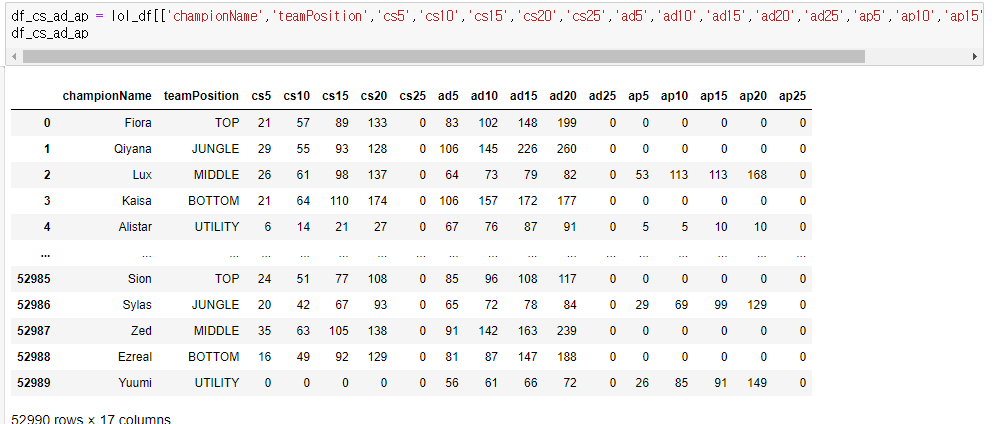 df_cs_ad_ap = lol_df[['championName','teamPosition','cs5','cs10','cs15','cs20','cs25','ad5','ad10','ad15','ad20','ad25','ap5','ap10','ap15'
df_cs_ad_ap
championName teamPosition cs5 cs10 cs15 cs20 cs25 ad5 ad10 ad15 ad20 ad25 ap5 ap10 ap15 ap20 ap25
0 Fiora TOP 21 57 89 133 0 83 102 148 199 0 0 0 0 0 0
1 Qiyana JUNGLE 29 55 93 128 0 106 145 226 260 0 0 0 0 0 0
2 Lux MIDDLE 26 61 98 137 0 64 73 79 82 0 53 113 113 168 0
3 Kaisa BOTTOM 21 64 110 174 0 106 157 172 177 0 0 0 0 0 0
4 Alistar UTILITY 6 14 21 27 0 67 76 87 91 0 5 5 10 10 0
... ... ... ... ... ... ... ... ... ... ... ... ... ... ... ... ... ...
52985 Sion TOP 24 51 77 108 0 85 96 108 117 0 0 0 0 0 0
52986 Sylas JUNGLE 20 42 67 93 0 65 72 78 84 0 29 69 99 129 0
52987 Zed MIDDLE 35 63 105 138 0 91 142 163 239 0 0 0 0 0 0
52988 Ezreal BOTTOM 16 49 92 129 0 81 87 147 188 0 0 0 0 0 0
52989 Yuumi UTILITY 0 0 0 0 0 56 61 66 72 0 26 85 91 149 0
52990 rows × 17 columns